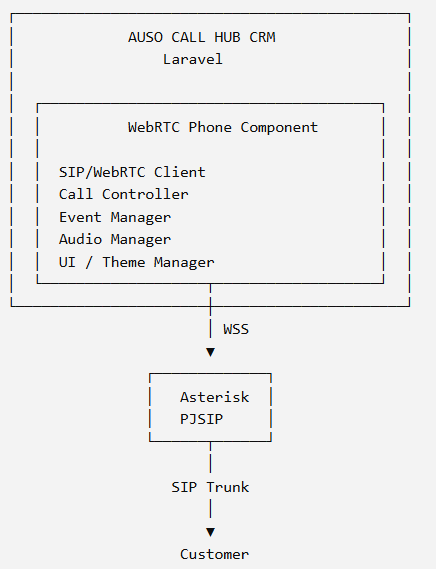 AUSO CALL HUB CRM
Laravel
WebRTC Phone Component
SIP/WebRTC Client
Call Controller
Event Manager
Audio Manager
UI / Theme Manager
WSS
Asterisk
PJSIP
SIP Trunk
Customer